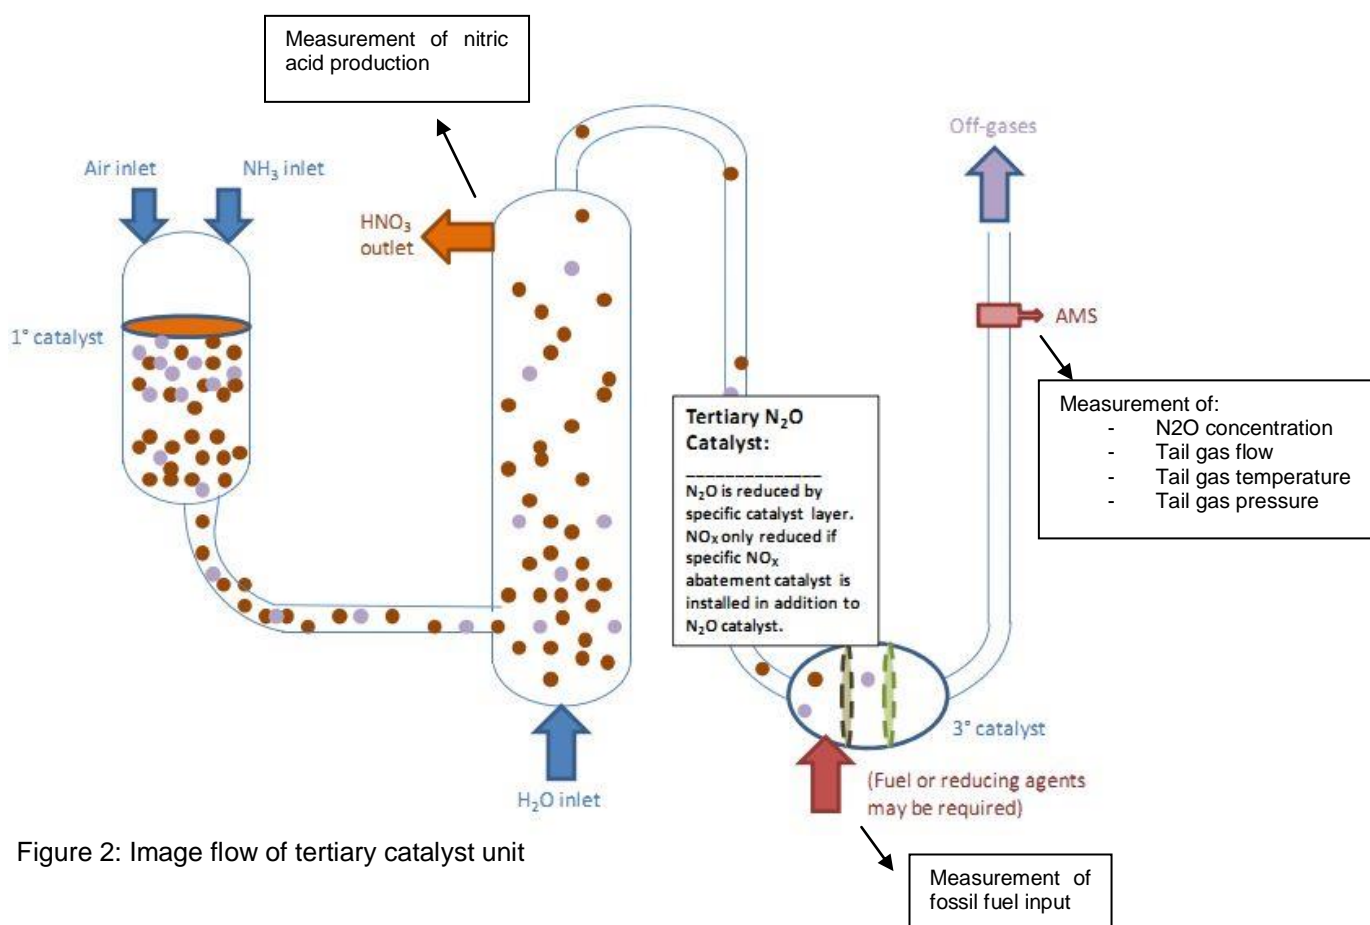 Measurement of nitric
acid production
Off-gases
Air inlet
NH₃ inlet
HNO₃
outlet
1° catalyst
AMS
Measurement of:
- N2O concentration
- Tail gas flow
- Tail gas temperature
- Tail gas pressure
Tertiary N₂O
Catalyst:
_______________
N₂O is reduced by
specific catalyst layer.
NOₓ only reduced if
specific NOₓ
abatement catalyst is
installed in addition to
N₂O catalyst.
3° catalyst
(Fuel or reducing agents
may be required)
H₂O inlet
Figure 2: Image flow of tertiary catalyst unit
Measurement of
fossil fuel input